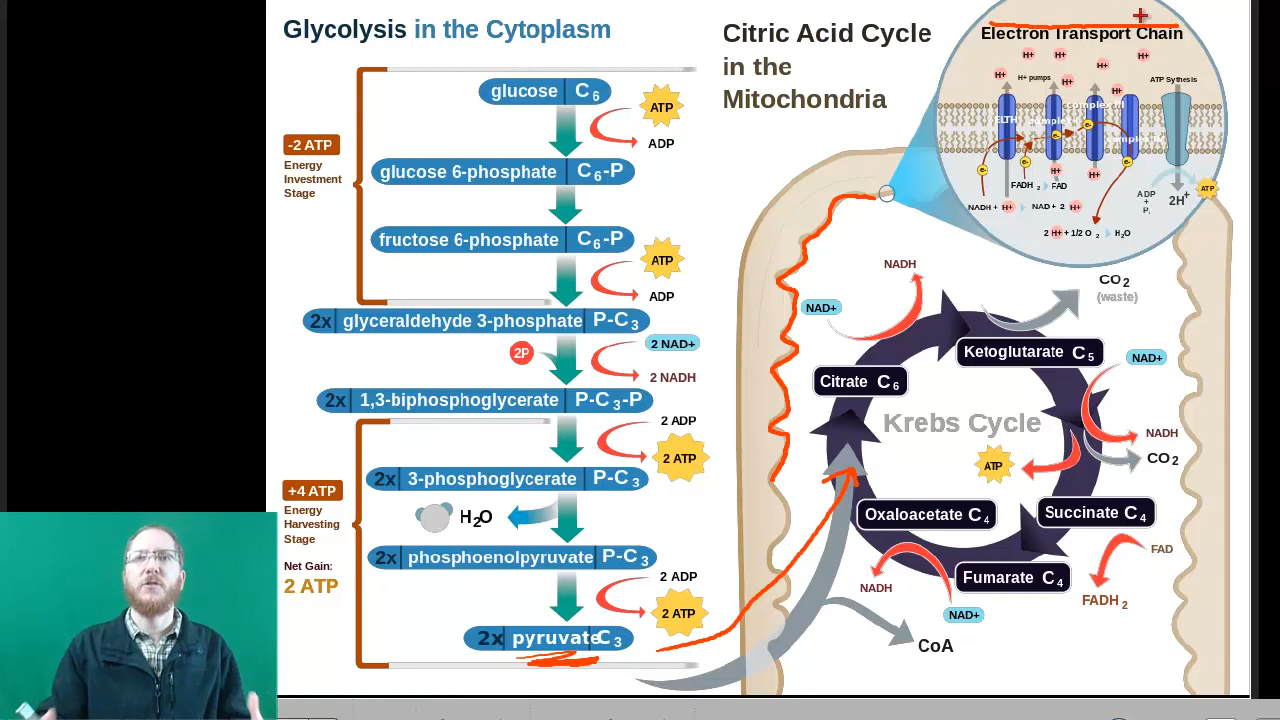 Glycolysis in the Cytoplasm
glucose C6
ATP
ADP
-2 ATP
Energy
Investment
Stage
glucose 6-phosphate C6-P
fructose 6-phosphate C6-P
ATP
ADP
2x glyceraldehyde 3-phosphate P-C3
2P
2 NAD+
2 NADH
2x 1,3-biphosphoglycerate P-C3-P
2 ADP
2 ATP
+4 ATP
Energy
Harvesting
Stage
Net Gain:
2 ATP
2x 3-phosphoglycerate P-C3
H2O
2x phosphoenolpyruvate P-C3
2 ADP
2 ATP
2x pyruvate C3
Citric Acid Cycle
in the
Mitochondria
Electron Transport Chain
H+ H+ H+
H+ H+ H+ H+
H+ pumps
ATP Sythesis
complex III
e- e- e- e- e-
H+ H+
FADH2 FAD
NADH + H+ NAD+ 2 H+
ADP
+
Pi
2H+
ATP
2 H+ + 1/2 O2 H2O
NADH
NAD+
CO2
(waste)
Ketoglutarate C5
NAD+
Citrate C6
Krebs Cycle
NADH
CO2
ATP
Oxaloacetate C4
Succinate C4
FAD
FADH2
Fumarate C4
NADH
NAD+
CoA